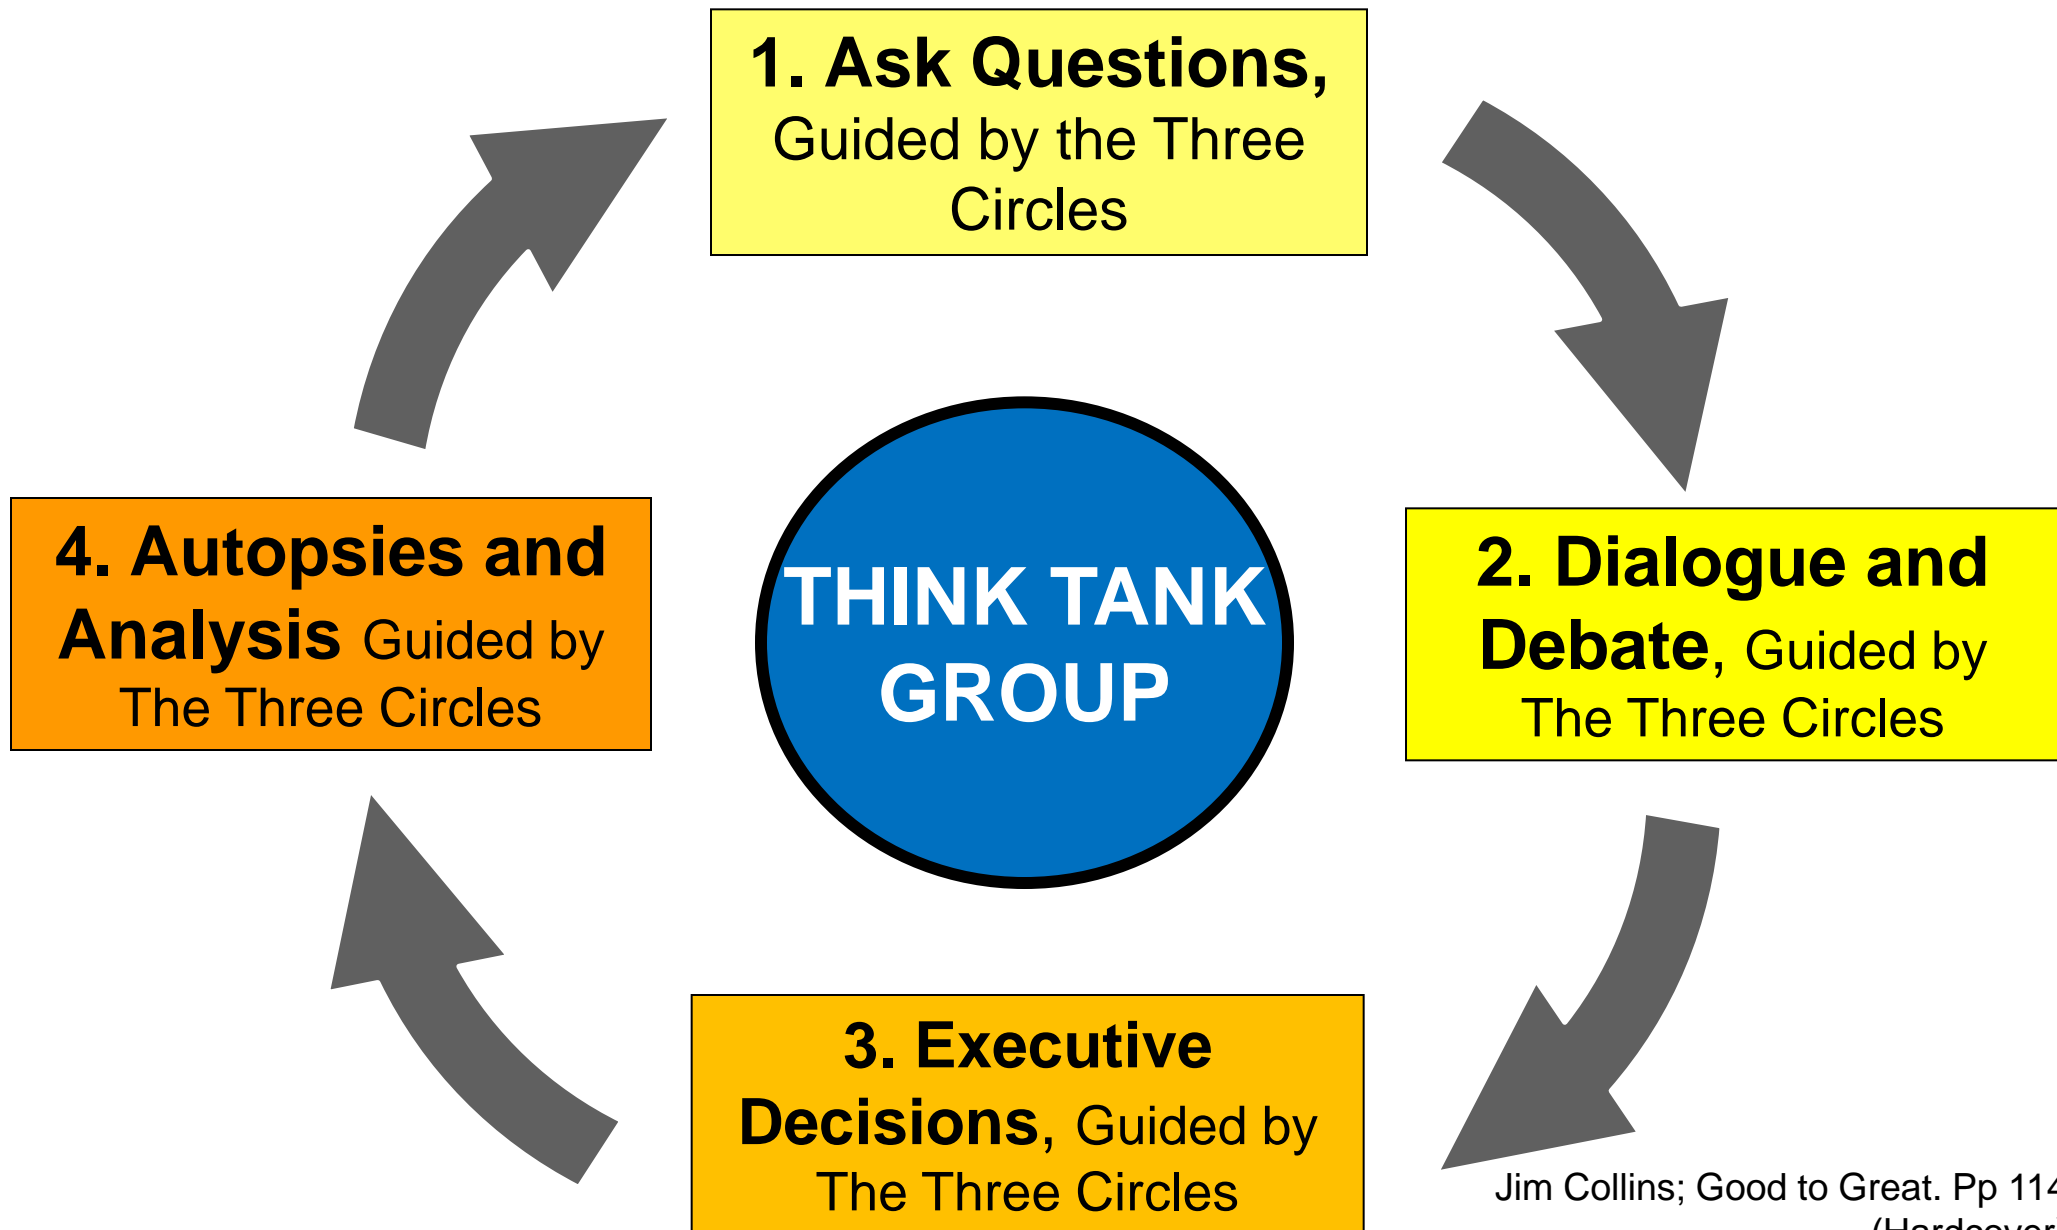 1. Ask Questions,
Guided by the Three
Circles
2. Dialogue and
Debate, Guided by
The Three Circles
3. Executive
Decisions, Guided by
The Three Circles
4. Autopsies and
Analysis Guided by
The Three Circles
THINK TANK
GROUP
Jim Collins; Good to Great. Pp 114
(Hardcover